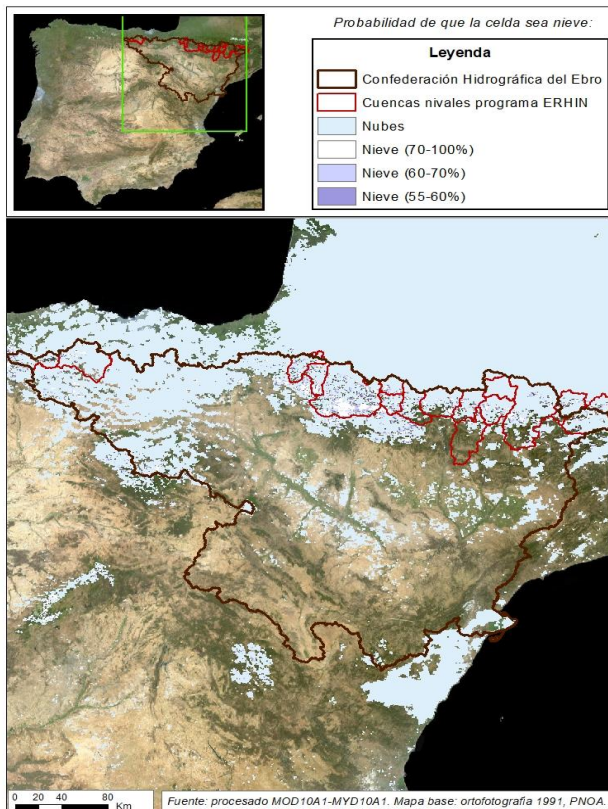 Probabilidad de que la celda sea nieve:
Leyenda
Confederación Hidrográfica del Ebro
Cuencas nivales programa ERHIN
Nubes
Nieve (70-100%)
Nieve (60-70%)
Nieve (55-60%)
0 20 40 80
Km
Fuente: procesado MOD10A1-MYD10A1. Mapa base: ortofotografia 1991, PNOA